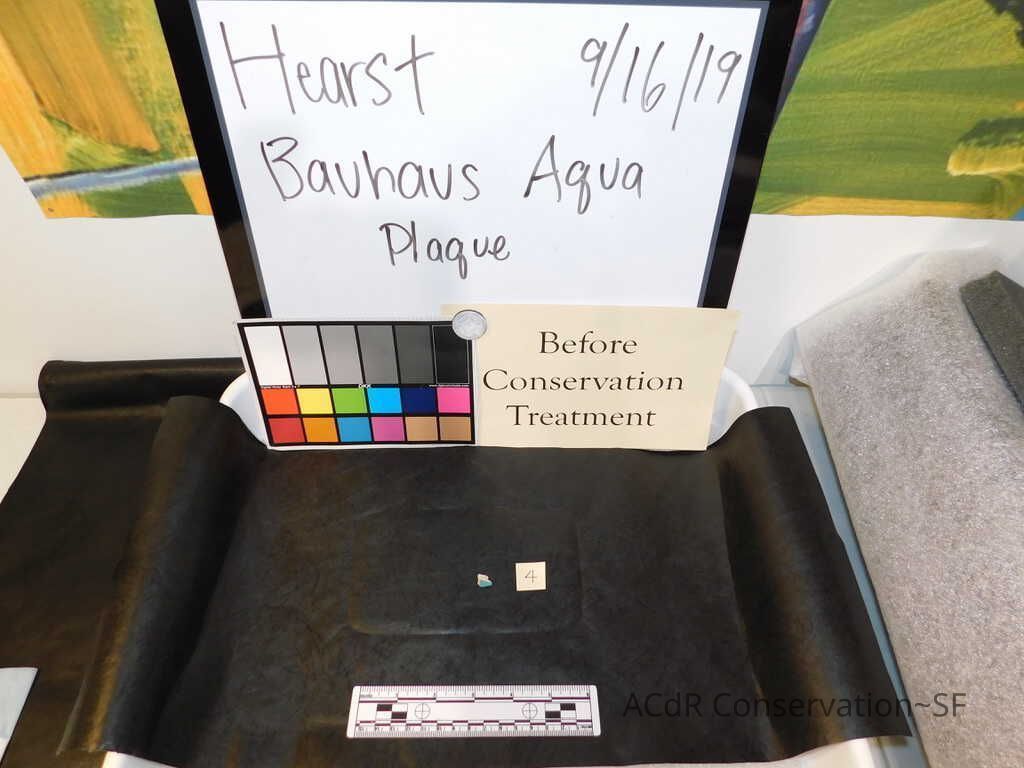 Hearst 9/16/19
Bauhaus Aqua
Plaque
Before
Conservation
Treatment
4
ACdR Conservation~SF